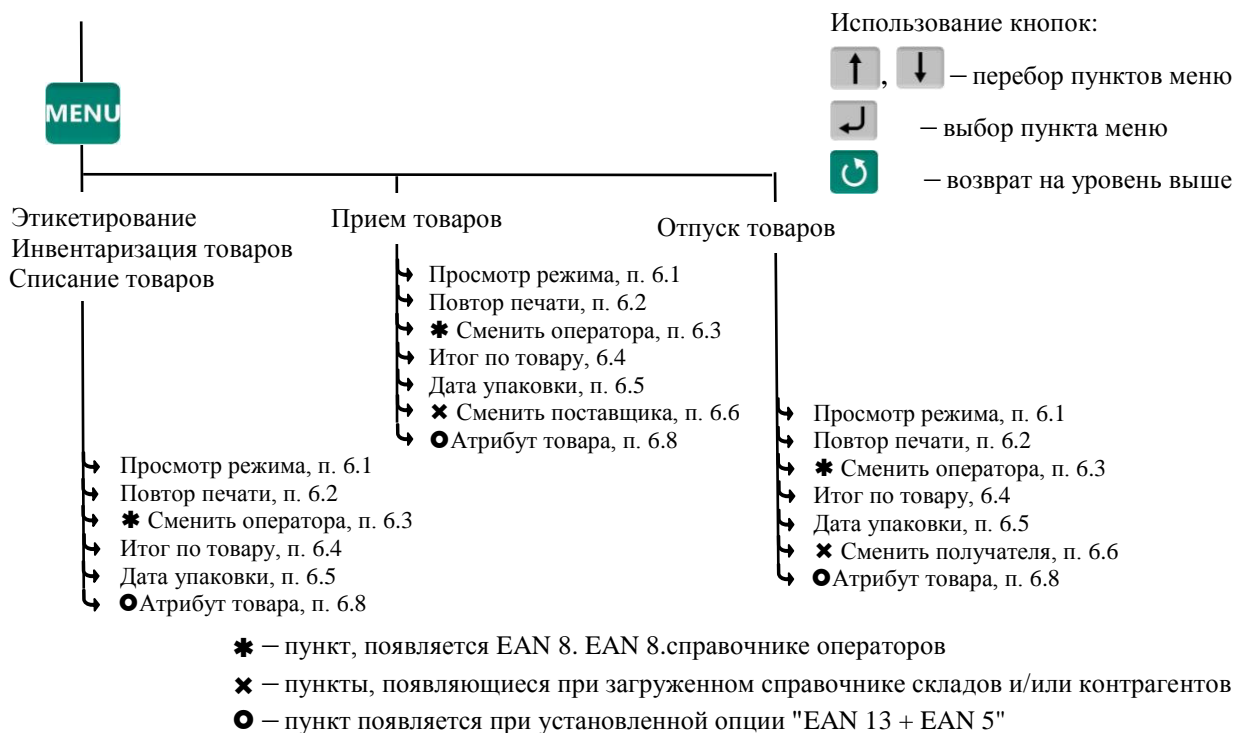 Использование кнопок:
↑, ↓ – перебор пунктов меню
– выбор пункта меню
– возврат на уровень выше
MENU
Этикетирование
Инвентаризация товаров
Списание товаров
Просмотр режима, п. 6.1
Повтор печати, п. 6.2
✱ Сменить оператора, п. 6.3
Итог по товару, п. 6.4
Дата упаковки, п. 6.5
Атрибут товара, п. 6.8
Прием товаров
Просмотр режима, п. 6.1
Повтор печати, п. 6.2
✱ Сменить оператора, п. 6.3
Итог по товару, 6.4
Дата упаковки, п. 6.5
✖ Сменить поставщика, п. 6.6
Атрибут товара, п. 6.8
Отпуск товаров
Просмотр режима, п. 6.1
Повтор печати, п. 6.2
✱ Сменить оператора, п. 6.3
Итог по товару, 6.4
Дата упаковки, п. 6.5
✖ Сменить получателя, п. 6.6
Атрибут товара, п. 6.8
✱ – пункт, появляется EAN 8. EAN 8.справочнике операторов
✖ – пункты, появляющиеся при загруженном справочнике складов и/или контрагентов
– пункт появляется при установленной опции "EAN 13 + EAN 5"